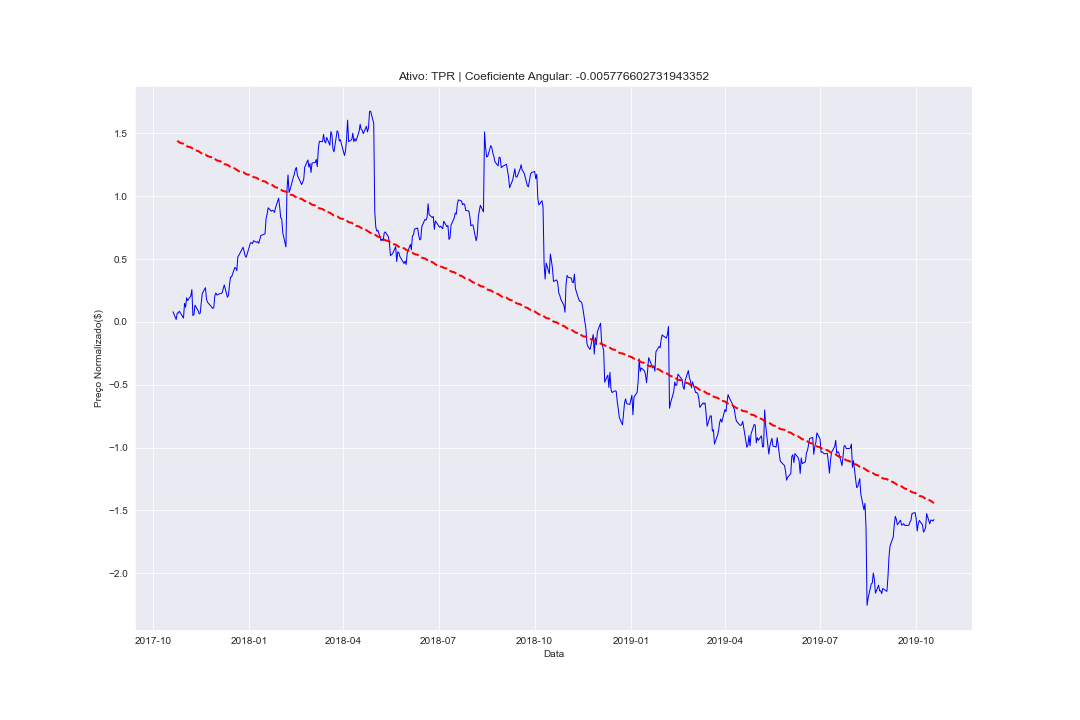 Ativo: TPR | Coeficiente Angular: -0.005776602731943352
Preço Normalizado($)
1.5
1.0
0.5
0.0
−0.5
−1.0
−1.5
−2.0
2017-10 2018-01 2018-04 2018-07 2018-10 2019-01 2019-04 2019-07 2019-10
Data